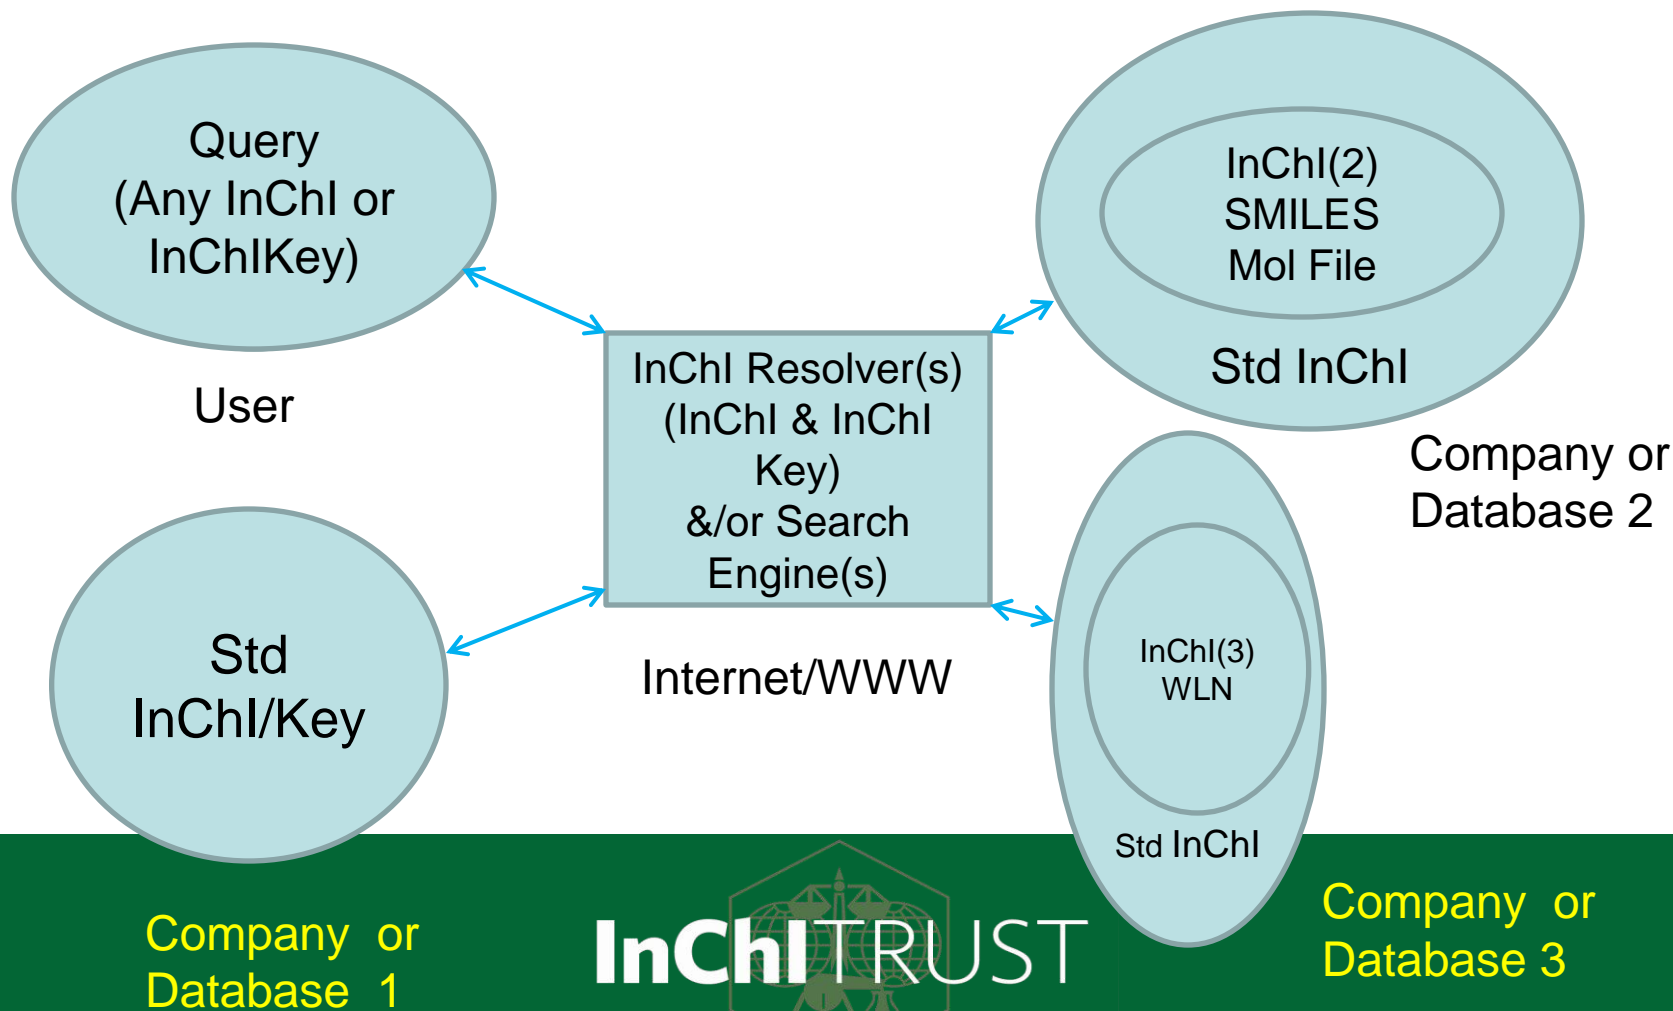 Query
(Any InChI or
InChIKey)
User
InChI(2)
SMILES
Mol File
Std InChI
Company or
Database 2
InChI Resolver(s)
(InChI & InChI
Key)
&/or Search
Engine(s)
Internet/WWW
Std
InChI/Key
Company or
Database 1
InChI(3)
WLN
Std InChI
Company or
Database 3
InChITRUST